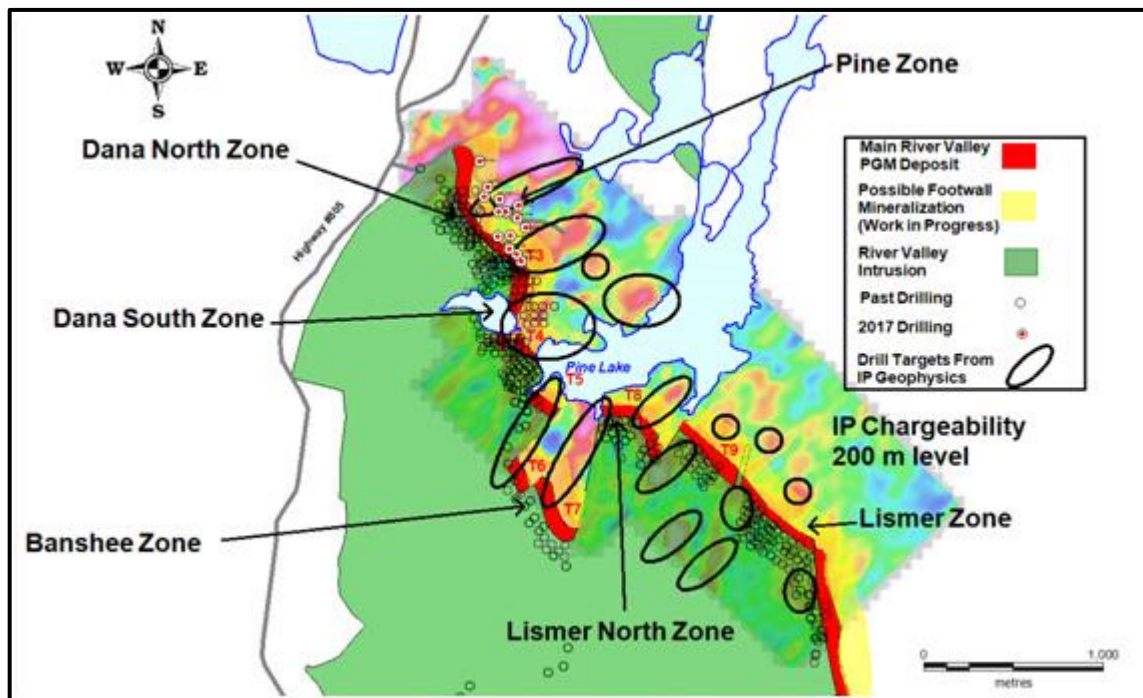 N
W
E
S
Pine Zone
Dana North Zone
Main River Valley
PGM Deposit
Possible Footwall
Mineralization
(Work in Progress)
River Valley
Intrusion
Past Drilling
2017 Drilling
Drill Targets From
IP Geophysics
Highway #805
T3
Dana South Zone
T4
Pine Lake
T5
T8
IP Chargeability
200 m level
T9
T6
T7
Lismer Zone
Banshee Zone
Lismer North Zone
0
1,000
metres